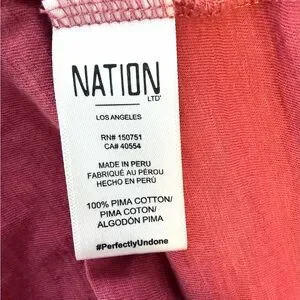 NATION
LTD
LOS ANGELES
RN# 150751
CA# 40554
MADE IN PERU
FABRIQUÉ AU PÉROU
HECHO EN PERÚ
100% PIMA COTTON/
PIMA COTON/
ALGODÓN PIMA
#PerfectlyUndone